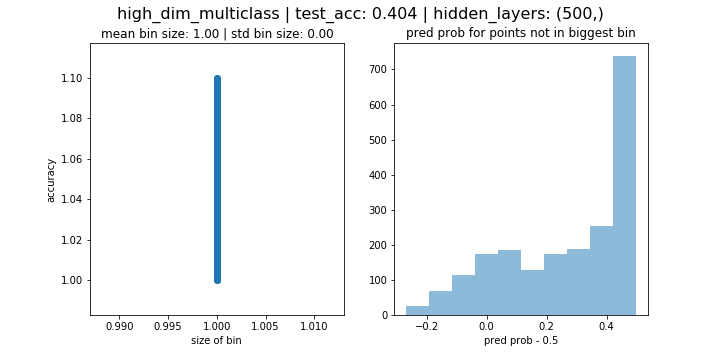 high_dim_multiclass | test_acc: 0.404 | hidden_layers: (500,)
mean bin size: 1.00 | std bin size: 0.00
accuracy
1.10
1.08
1.06
1.04
1.02
1.00
0.990 0.995 1.000 1.005 1.010
size of bin
pred prob for points not in biggest bin
700
600
500
400
300
200
100
0
−0.2 0.0 0.2 0.4
pred prob - 0.5